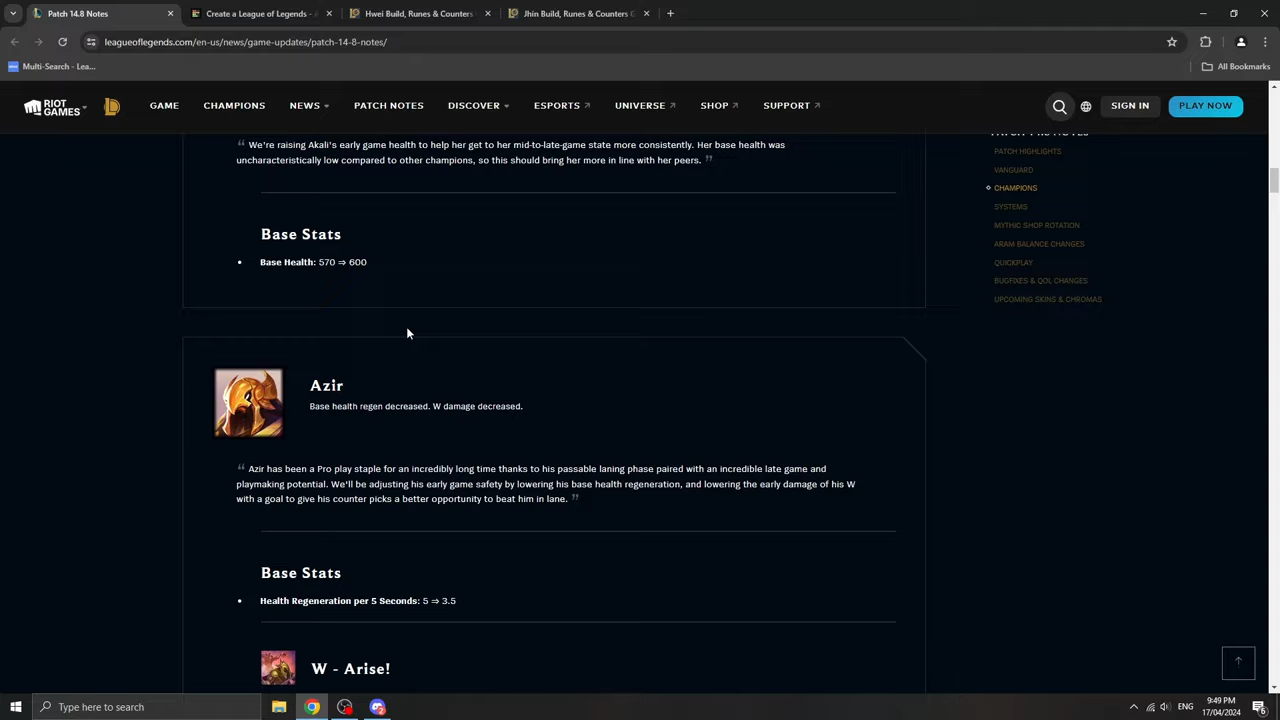 Patch 14.8 Notes
Create a League of Legends - A
Hwei Build, Runes & Counters
Jhin Build, Runes & Counters
leagueoflegends.com/en-us/news/game-updates/patch-14-8-notes/
Multi-Search - Lea...
All Bookmarks
RIOT GAMES
GAME
CHAMPIONS
NEWS
PATCH NOTES
DISCOVER
ESPORTS
UNIVERSE
SHOP
SUPPORT
SIGN IN
PLAY NOW
PATCH HIGHLIGHTS
VANGUARD
CHAMPIONS
SYSTEMS
MYTHIC SHOP ROTATION
ARAM BALANCE CHANGES
QUICKPLAY
BUGFIXES & QOL CHANGES
UPCOMING SKINS & CHROMAS
“ We're raising Akali's early game health to help her get to her mid-to-late-game state more consistently. Her base health was
uncharacteristically low compared to other champions, so this should bring her more in line with her peers. ”
Base Stats
• Base Health: 570 ⇒ 600
Azir
Base health regen decreased. W damage decreased.
“ Azir has been a Pro play staple for an incredibly long time thanks to his passable laning phase paired with an incredible late game and
playmaking potential. We'll be adjusting his early game safety by lowering his base health regeneration, and lowering the early damage of his W
with a goal to give his counter picks a better opportunity to beat him in lane. ”
Base Stats
• Health Regeneration per 5 Seconds: 5 ⇒ 3.5
W - Arise!
Type here to search
ENG
9:49 PM
17/04/2024